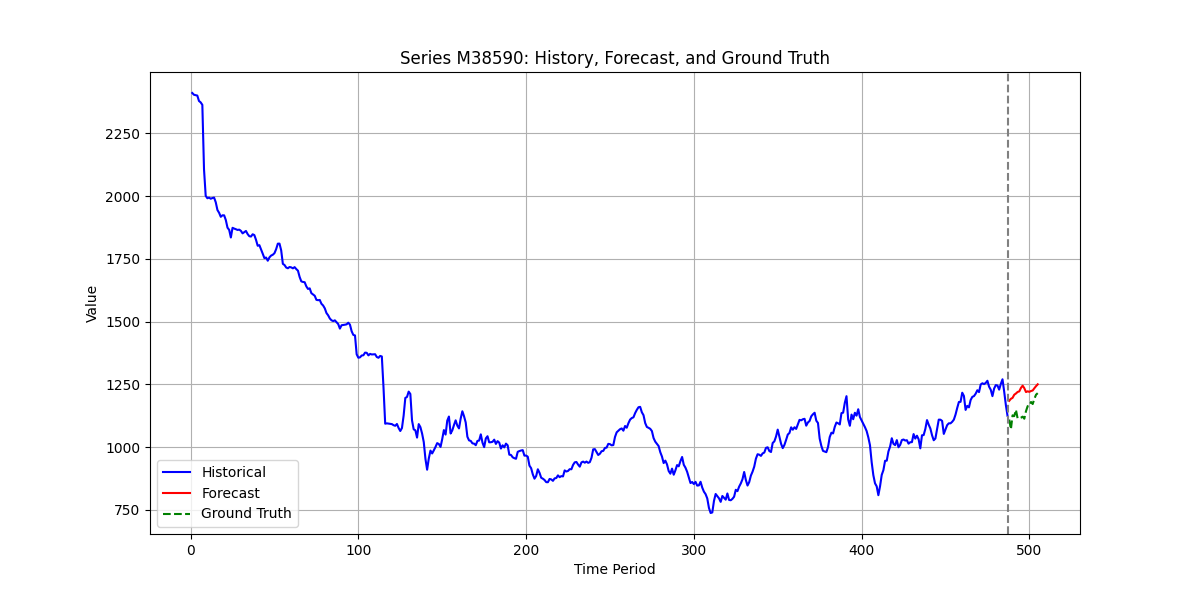 Series M38590: History, Forecast, and Ground Truth
Value
2250
2000
1750
1500
1250
1000
750
Historical
Forecast
Ground Truth
0
100
200
300
400
500
Time Period